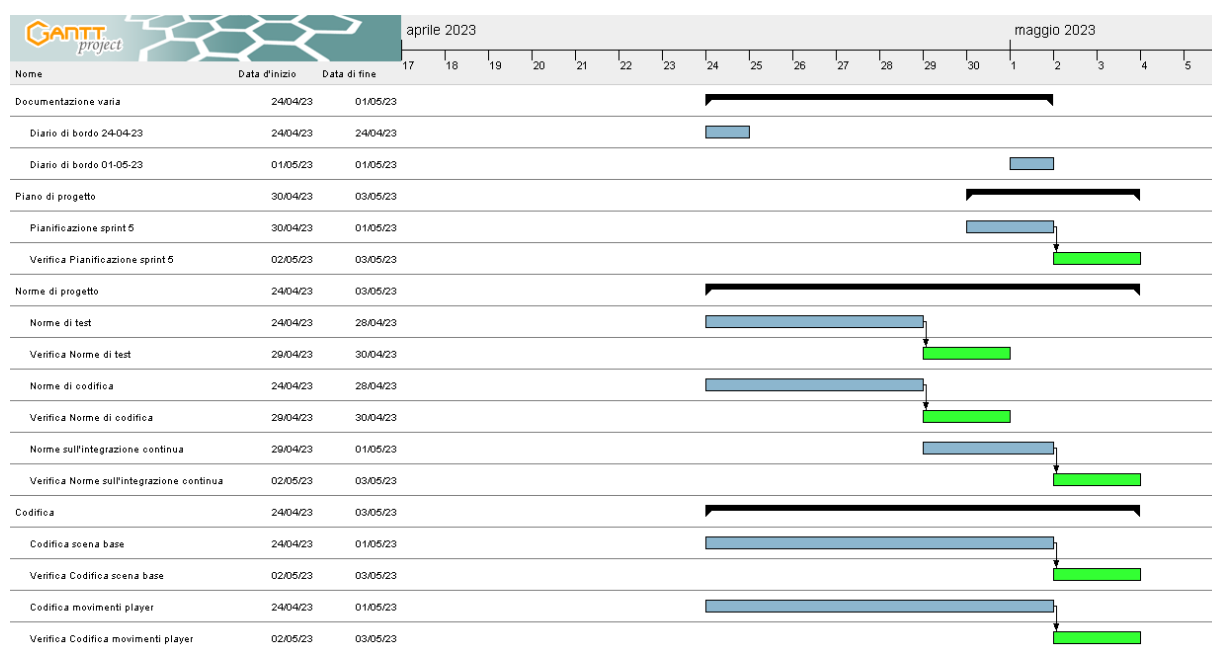 GANTT
project
aprile 2023 maggio 2023
Nome Data d'inizio Data di fine 17 18 19 20 21 22 23 24 25 26 27 28 29 30 1 2 3 4 5
Documentazione varia 24/04/23 01/05/23
Diario di bordo 24-04-23 24/04/23 24/04/23
Diario di bordo 01-05-23 01/05/23 01/05/23
Piano di progetto 30/04/23 03/05/23
Pianificazione sprint 5 30/04/23 01/05/23
Verifica Pianificazione sprint 5 02/05/23 03/05/23
Norme di progetto 24/04/23 03/05/23
Norme di test 24/04/23 28/04/23
Verifica Norme di test 29/04/23 30/04/23
Norme di codifica 24/04/23 28/04/23
Verifica Norme di codifica 29/04/23 30/04/23
Norme sull'integrazione continua 29/04/23 01/05/23
Verifica Norme sull'integrazione continua 02/05/23 03/05/23
Codifica 24/04/23 03/05/23
Codifica scena base 24/04/23 01/05/23
Verifica Codifica scena base 02/05/23 03/05/23
Codifica movimenti player 24/04/23 01/05/23
Verifica Codifica movimenti player 02/05/23 03/05/23